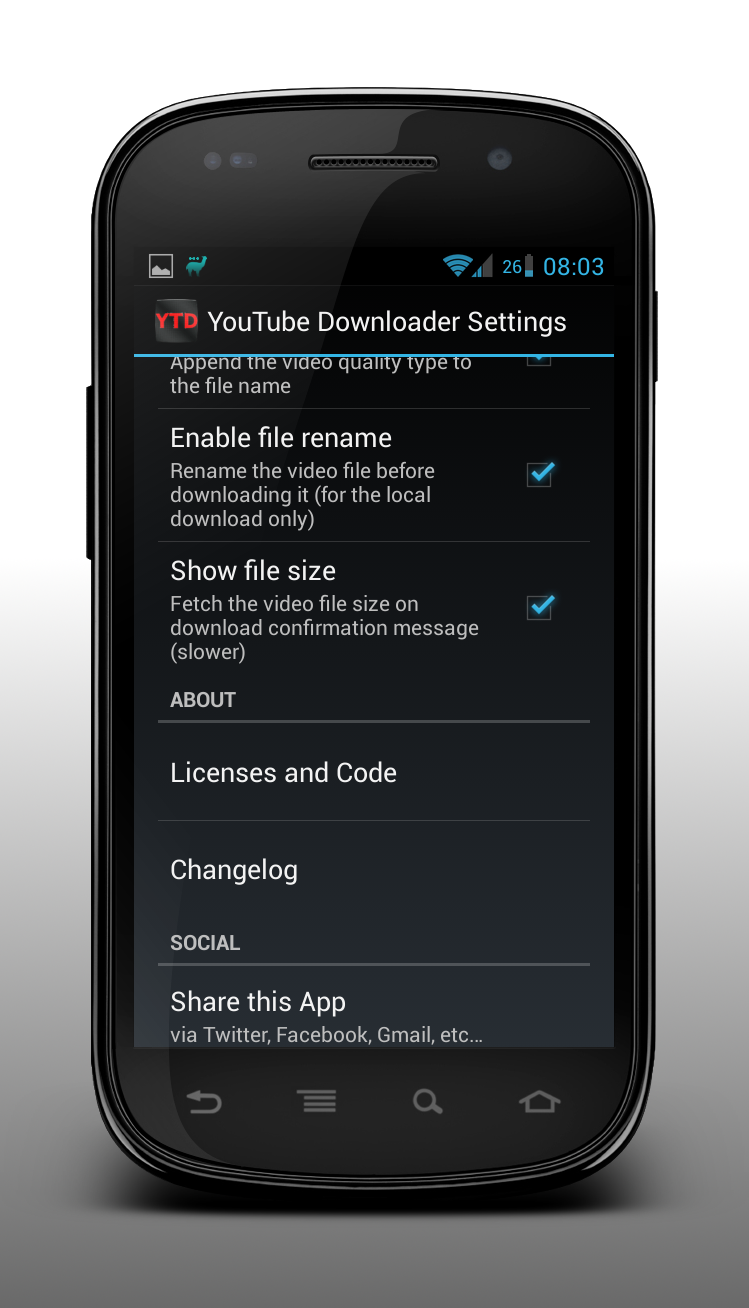 26 08:03
YTD YouTube Downloader Settings
Append the video quality type to
the file name
Enable file rename
Rename the video file before
downloading it (for the local
download only)
Show file size
Fetch the video file size on
download confirmation message
(slower)
ABOUT
Licenses and Code
Changelog
SOCIAL
Share this App
via Twitter, Facebook, Gmail, etc…